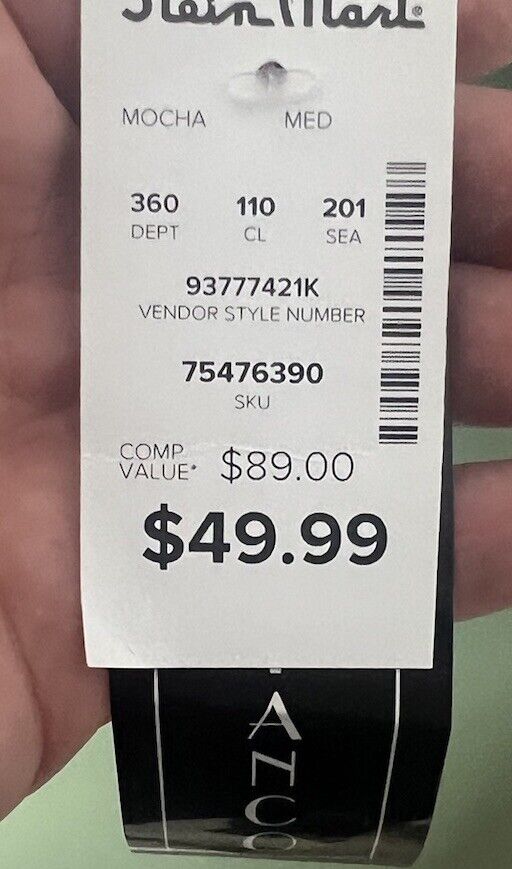 Stein Mart®
MOCHA MED
360 110 201
DEPT CL SEA
93777421K
VENDOR STYLE NUMBER
75476390
SKU
COMP.
VALUE* $89.00
$49.99
A
N
C
O